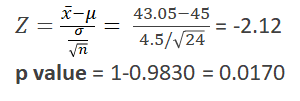 Z = (x̄−μ)/(σ/√n) = (43.05−45)/(4.5/√24) = -2.12
p value = 1-0.9830 = 0.0170